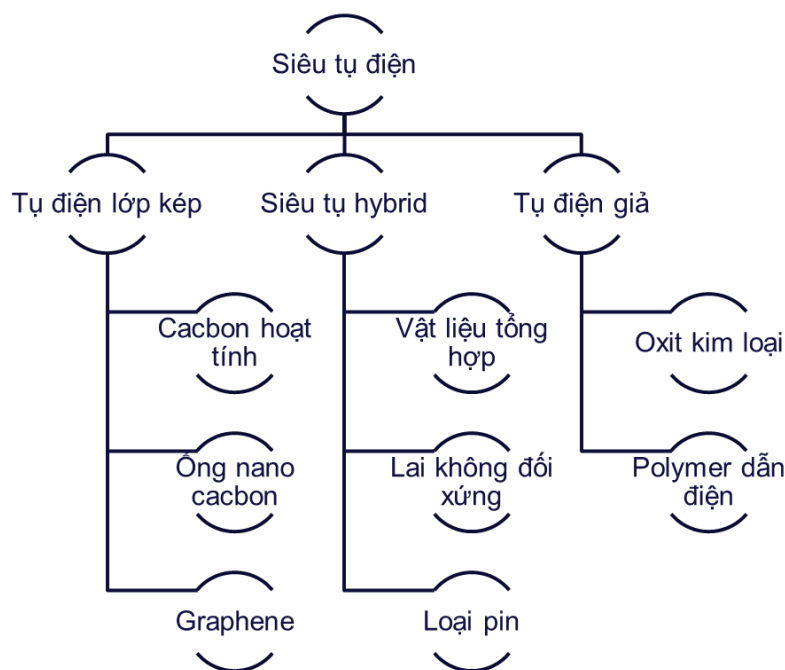 Siêu tụ điện
Tụ điện lớp kép
Siêu tụ hybrid
Tụ điện giả
Cacbon hoạt
tính
Vật liệu tổng
hợp
Oxit kim loại
Ống nano
cacbon
Lai không đối
xứng
Polymer dẫn
điện
Graphene
Loại pin